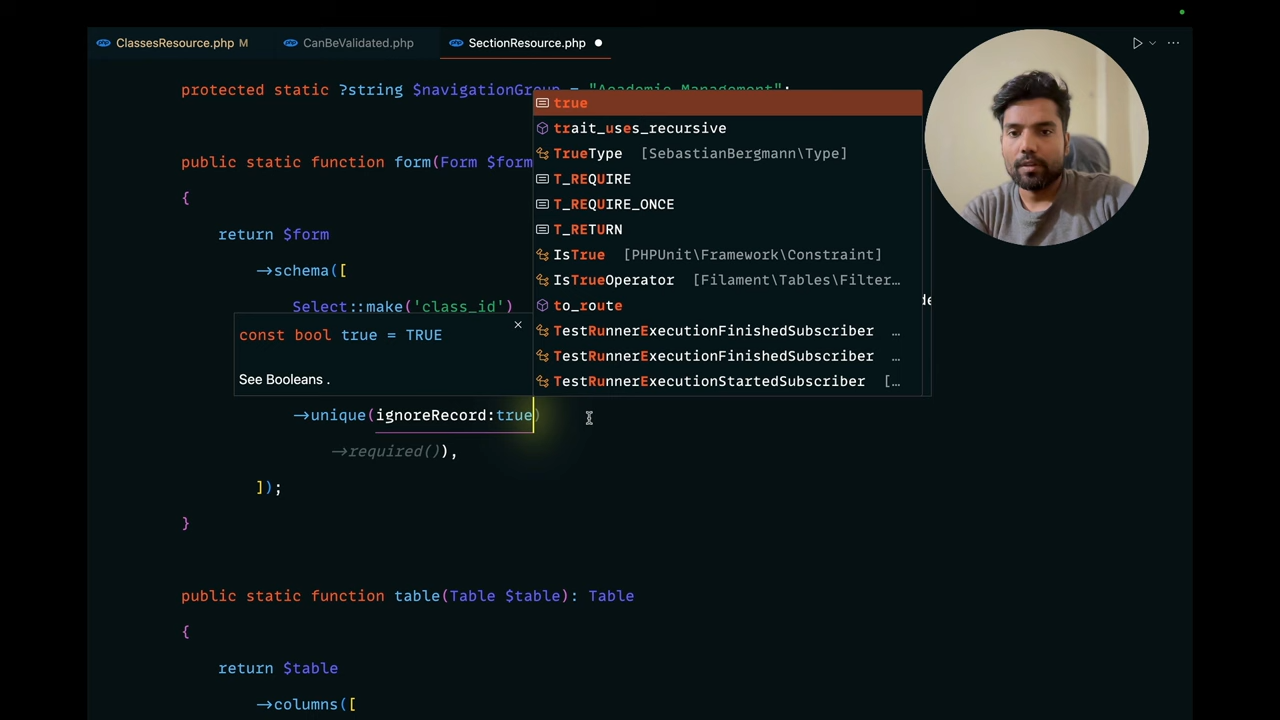 ClassesResource.php M CanBeValidated.php SectionResource.php
protected static ?string $navigationGroup = "Academic Management";
true
trait_uses_recursive
public static function form(Form $form
TrueType [SebastianBergmann\Type]
T_REQUIRE
{
T_REQUIRE_ONCE
return $form
T_RETURN
IsTrue [PHPUnit\Framework\Constraint]
->schema([
IsTrueOperator [Filament\Tables\Filter…
Select::make('class_id')
to_route
const bool true = TRUE
TestRunnerExecutionFinishedSubscriber …
TestRunnerExecutionFinishedSubscriber …
See Booleans .
TestRunnerExecutionStartedSubscriber […
->unique(ignoreRecord:true)
->required()),
]);
}
public static function table(Table $table): Table
{
return $table
->columns([